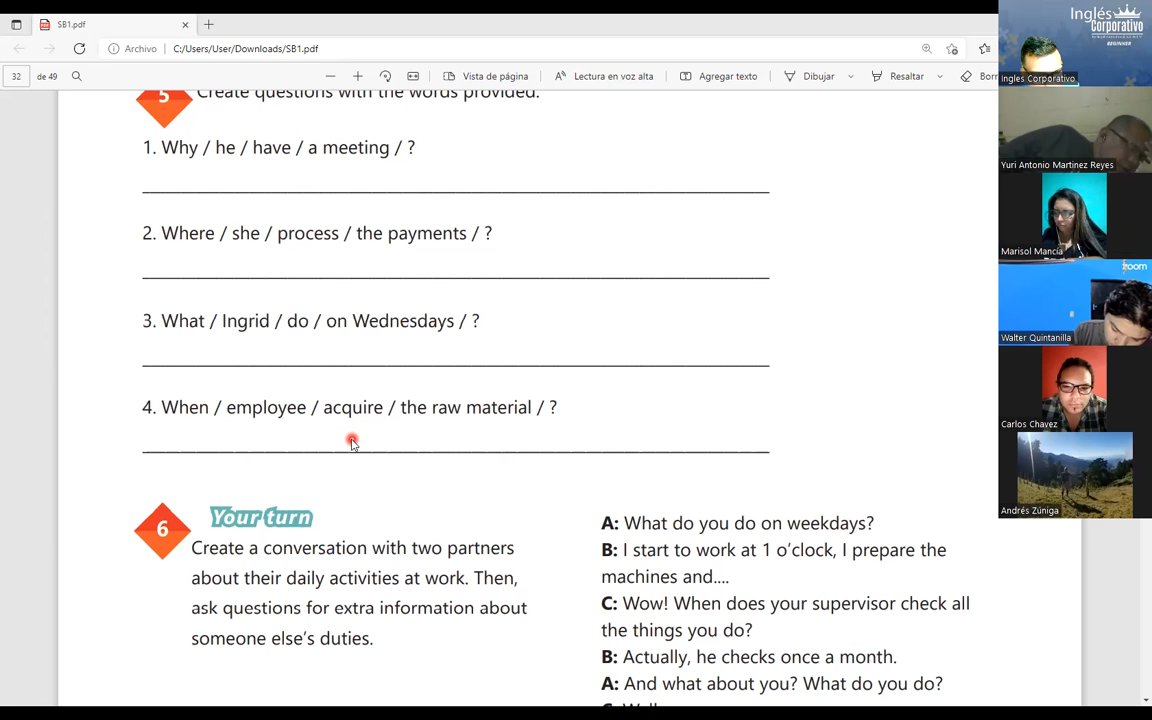 SB1.pdf
Archivo
C:/Users/User/Downloads/SB1.pdf
32
de 49
Vista de página
Lectura en voz alta
Agregar texto
Dibujar
Resaltar
Borr
5
Create questions with the words provided.
1. Why / he / have / a meeting / ?
2. Where / she / process / the payments / ?
3. What / Ingrid / do / on Wednesdays / ?
4. When / employee / acquire / the raw material / ?
6
Your turn
Create a conversation with two partners
about their daily activities at work. Then,
ask questions for extra information about
someone else's duties.
A: What do you do on weekdays?
B: I start to work at 1 o'clock, I prepare the
machines and....
C: Wow! When does your supervisor check all
the things you do?
B: Actually, he checks once a month.
A: And what about you? What do you do?
Inglés
Corporativo
BEGINNER
Ingles Corporativo
Yuri Antonio Martinez Reyes
Marisol Mancía
zoom
Walter Quintanilla
Carlos Chavez
Andrés Zúniga